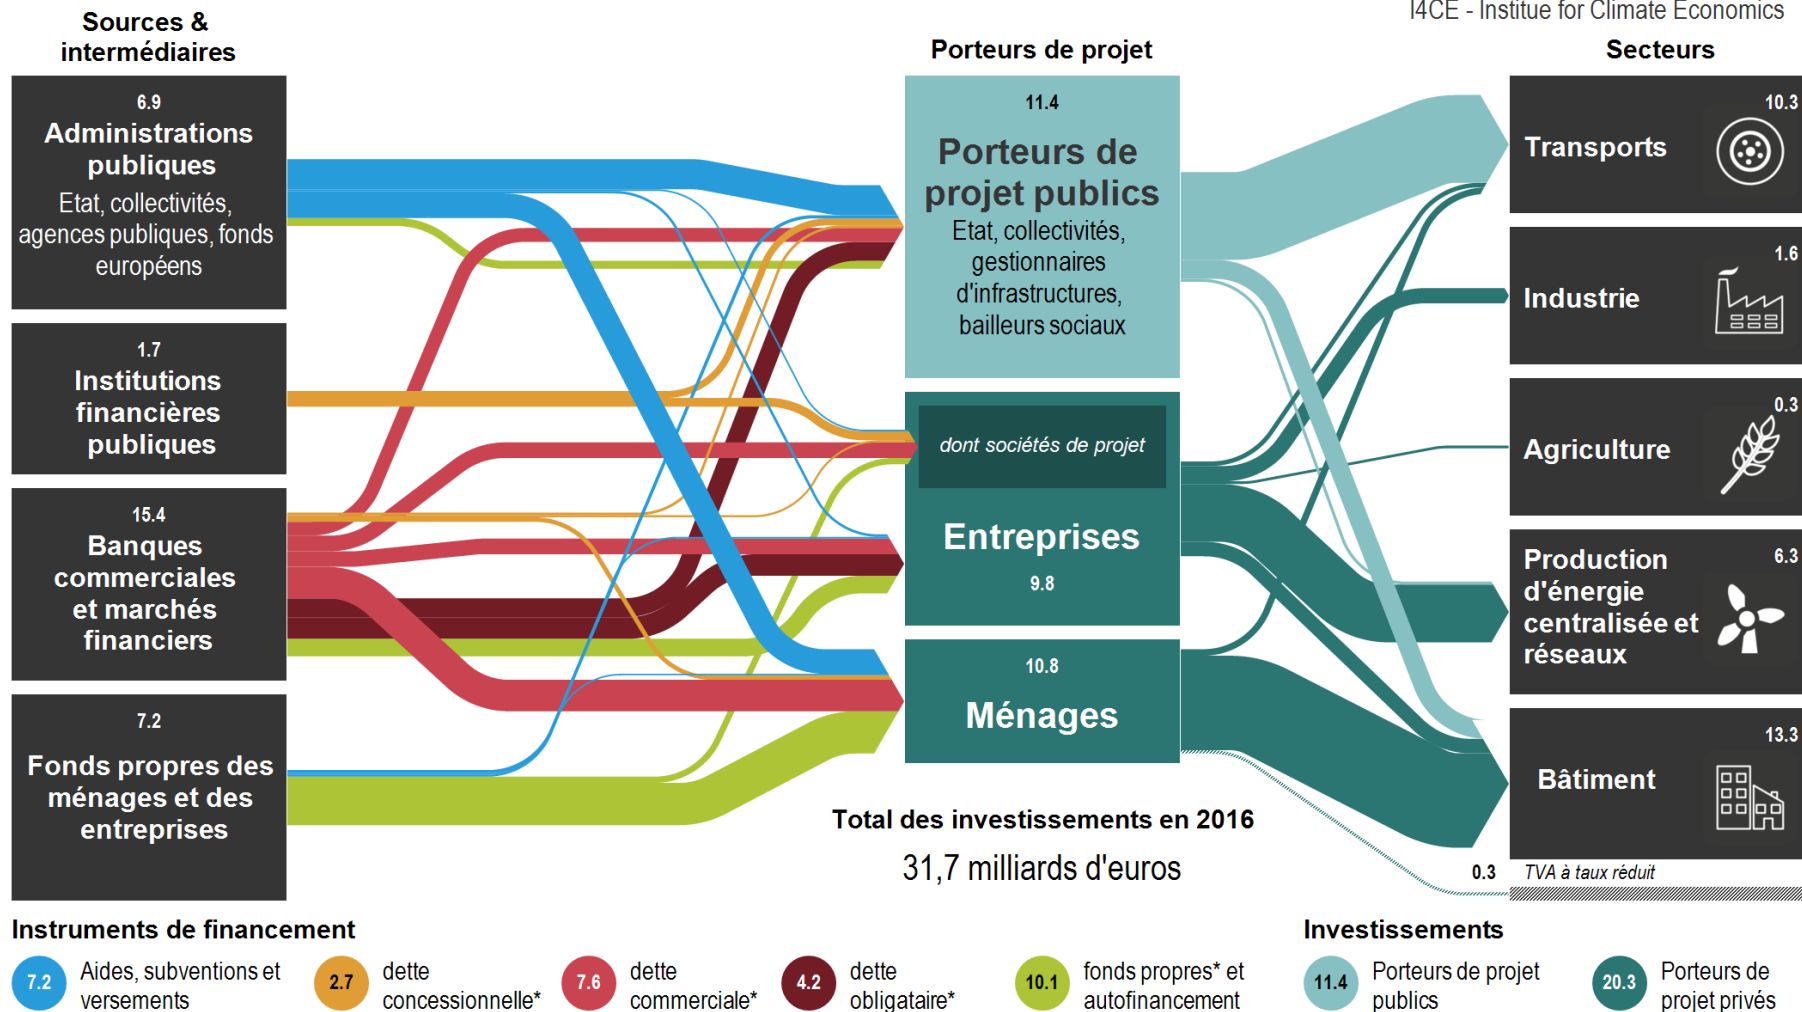 I4CE - Institue for Climate Economics
Sources &
intermédiaires
Porteurs de projet
Secteurs
6.9
Administrations
publiques
Etat, collectivités,
agences publiques, fonds
européens
1.7
Institutions
financières
publiques
15.4
Banques
commerciales
et marchés
financiers
7.2
Fonds propres des
ménages et des
entreprises
11.4
Porteurs de
projet publics
Etat, collectivités,
gestionnaires
d'infrastructures,
bailleurs sociaux
dont sociétés de projet
Entreprises
9.8
10.8
Ménages
Total des investissements en 2016
31,7 milliards d'euros
10.3
Transports
1.6
Industrie
0.3
Agriculture
6.3
Production
d'énergie
centralisée et
réseaux
13.3
Bâtiment
0.3 TVA à taux réduit
Instruments de financement
7.2 Aides, subventions et
versements
2.7 dette
concessionnelle*
7.6 dette
commerciale*
4.2 dette
obligataire*
10.1 fonds propres* et
autofinancement
Investissements
11.4 Porteurs de projet
publics
20.3 Porteurs de
projet privés